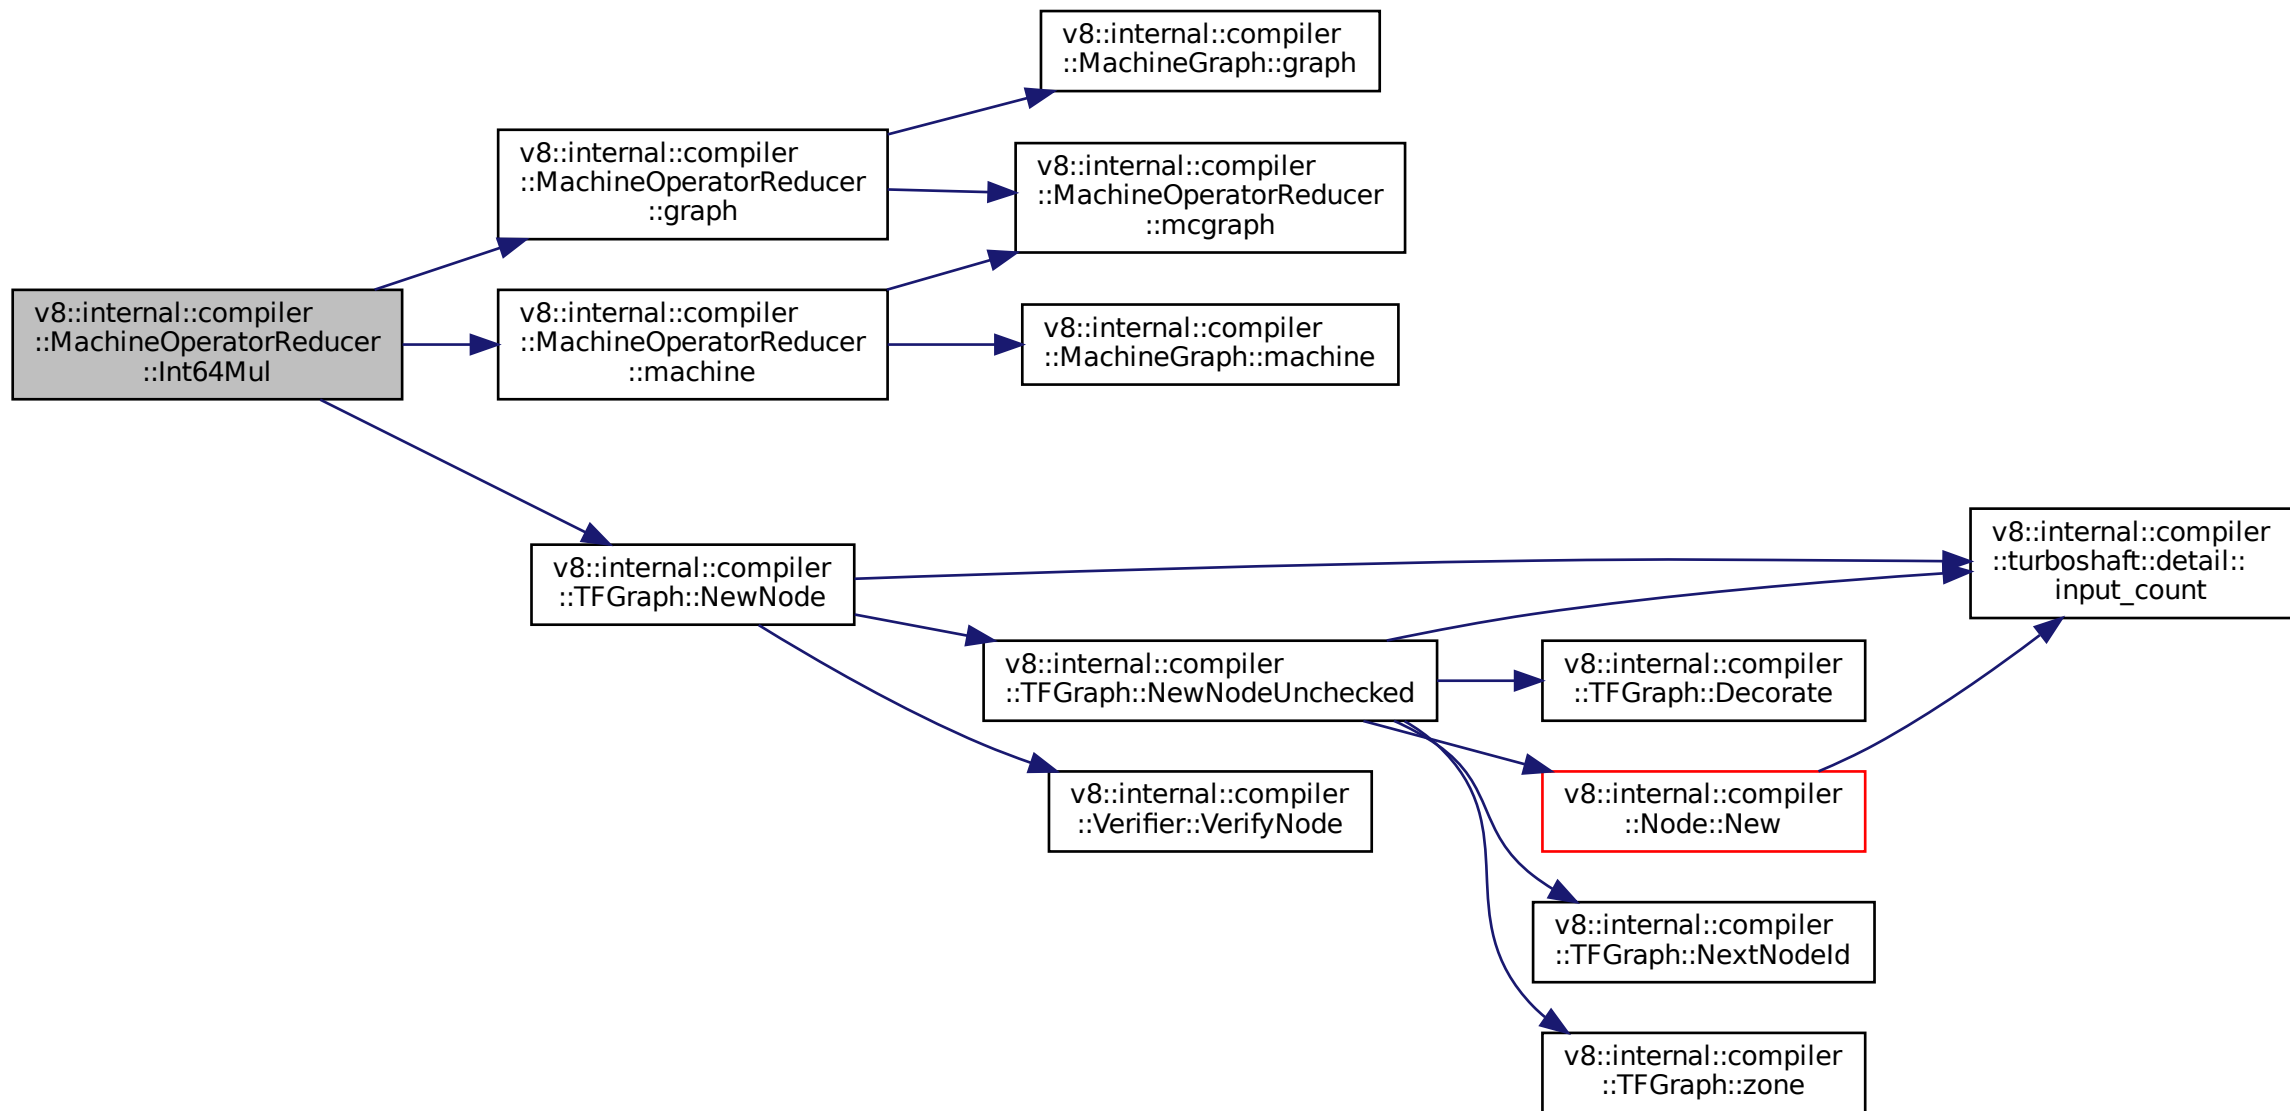 v8::internal::compiler
::MachineOperatorReducer
::Int64Mul
v8::internal::compiler
::MachineOperatorReducer
::graph
v8::internal::compiler
::MachineGraph::graph
v8::internal::compiler
::MachineOperatorReducer
::mcgraph
v8::internal::compiler
::MachineOperatorReducer
::machine
v8::internal::compiler
::MachineGraph::machine
v8::internal::compiler
::TFGraph::NewNode
v8::internal::compiler
::turboshaft::detail::
input_count
v8::internal::compiler
::TFGraph::NewNodeUnchecked
v8::internal::compiler
::TFGraph::Decorate
v8::internal::compiler
::Node::New
v8::internal::compiler
::Verifier::VerifyNode
v8::internal::compiler
::TFGraph::NextNodeId
v8::internal::compiler
::TFGraph::zone